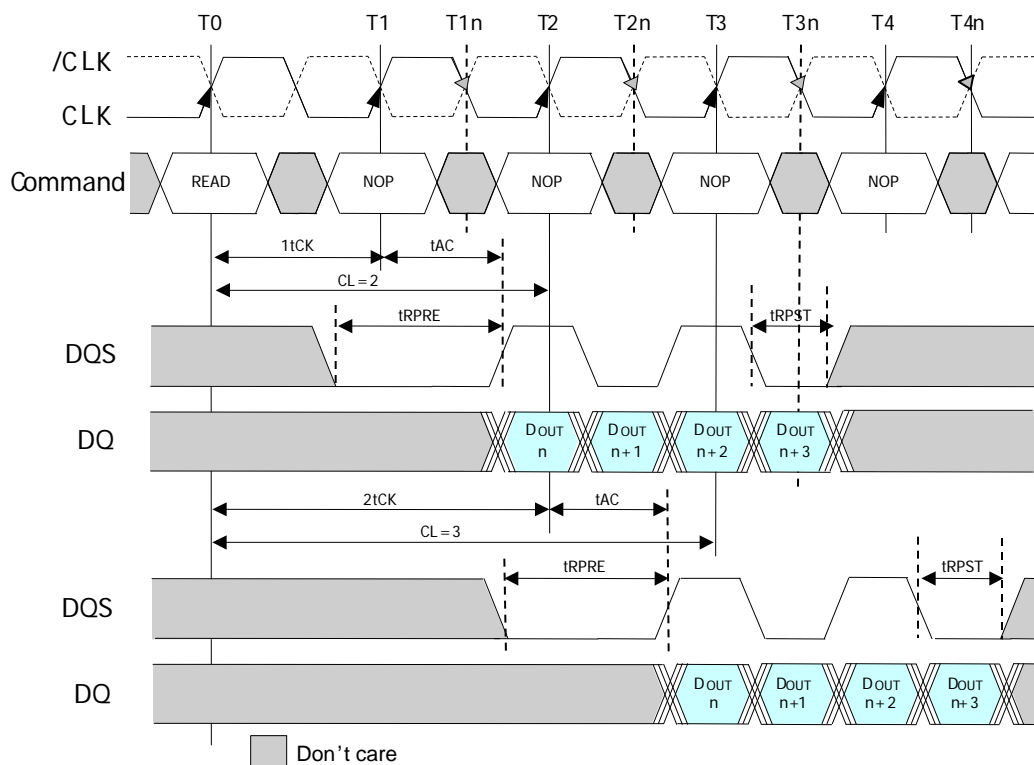 T0 T1 T1n T2 T2n T3 T3n T4 T4n
/CLK
CLK
Command READ NOP NOP NOP NOP
1tCK tAC
CL = 2
tRPRE tRPST
DQS
DQ DOUT n DOUT n+1 DOUT n+2 DOUT n+3
2tCK tAC
CL = 3
tRPRE tRPST
DQS
DQ DOUT n DOUT n+1 DOUT n+2 DOUT n+3
Don't care